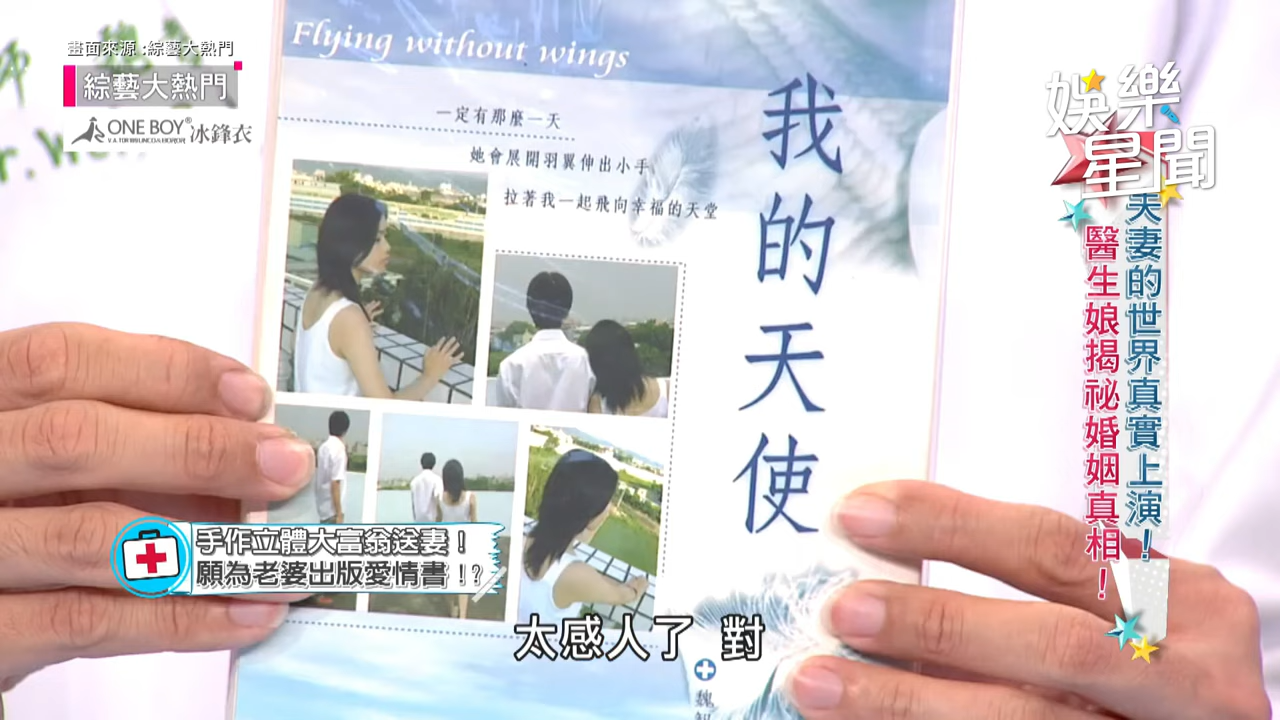 畫面來源:綜藝大熱門
綜藝大熱門
ONE BOY® 冰鋒衣
Flying without wings
一定有那麼一天
她會展開羽翼伸出小手
拉著我一起飛向幸福的天堂
我的天使
娛樂星聞
夫妻的世界真實上演!
醫生娘揭祕婚姻真相!
手作立體大富翁送妻!
願為老婆出版愛情書!?
太感人了 對
魏